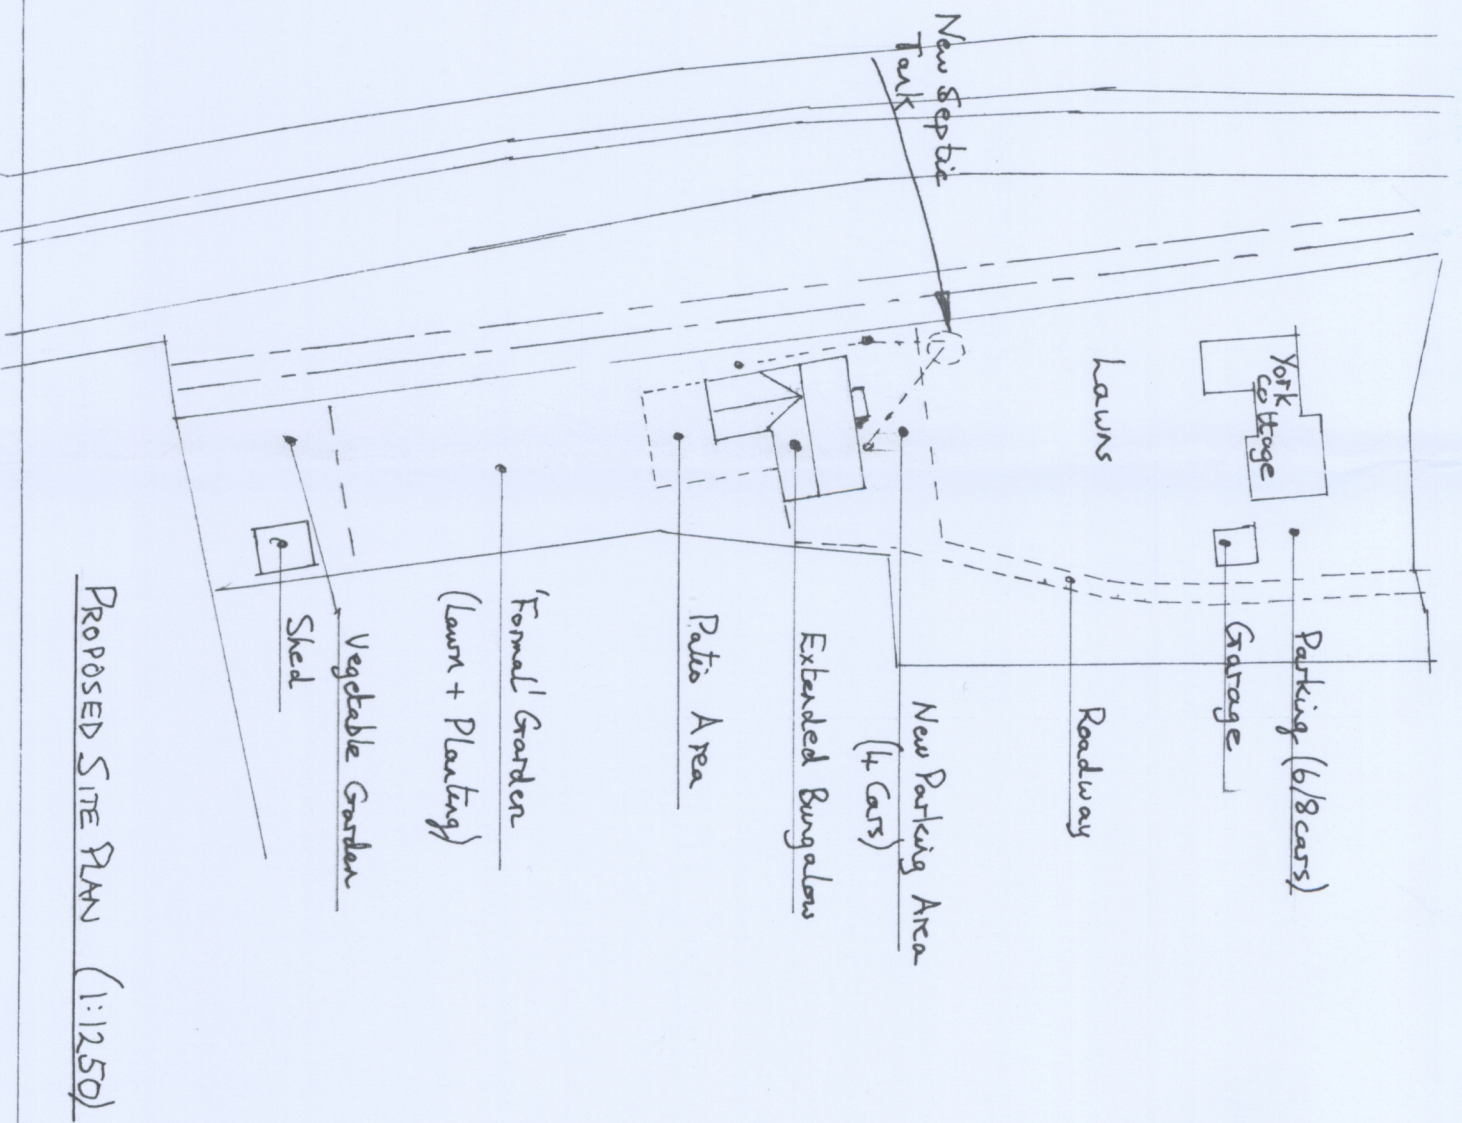 New Septic
Tank
York
Cottage
Lawns
Parking (6/8 cars)
Garage
Roadway
New Parking Area
(4 Cars)
Extended Bungalow
Patio Area
'Formal' Garden
(Lawn + Planting)
Vegetable Garden
Shed
PROPOSED SITE PLAN (1:1250)